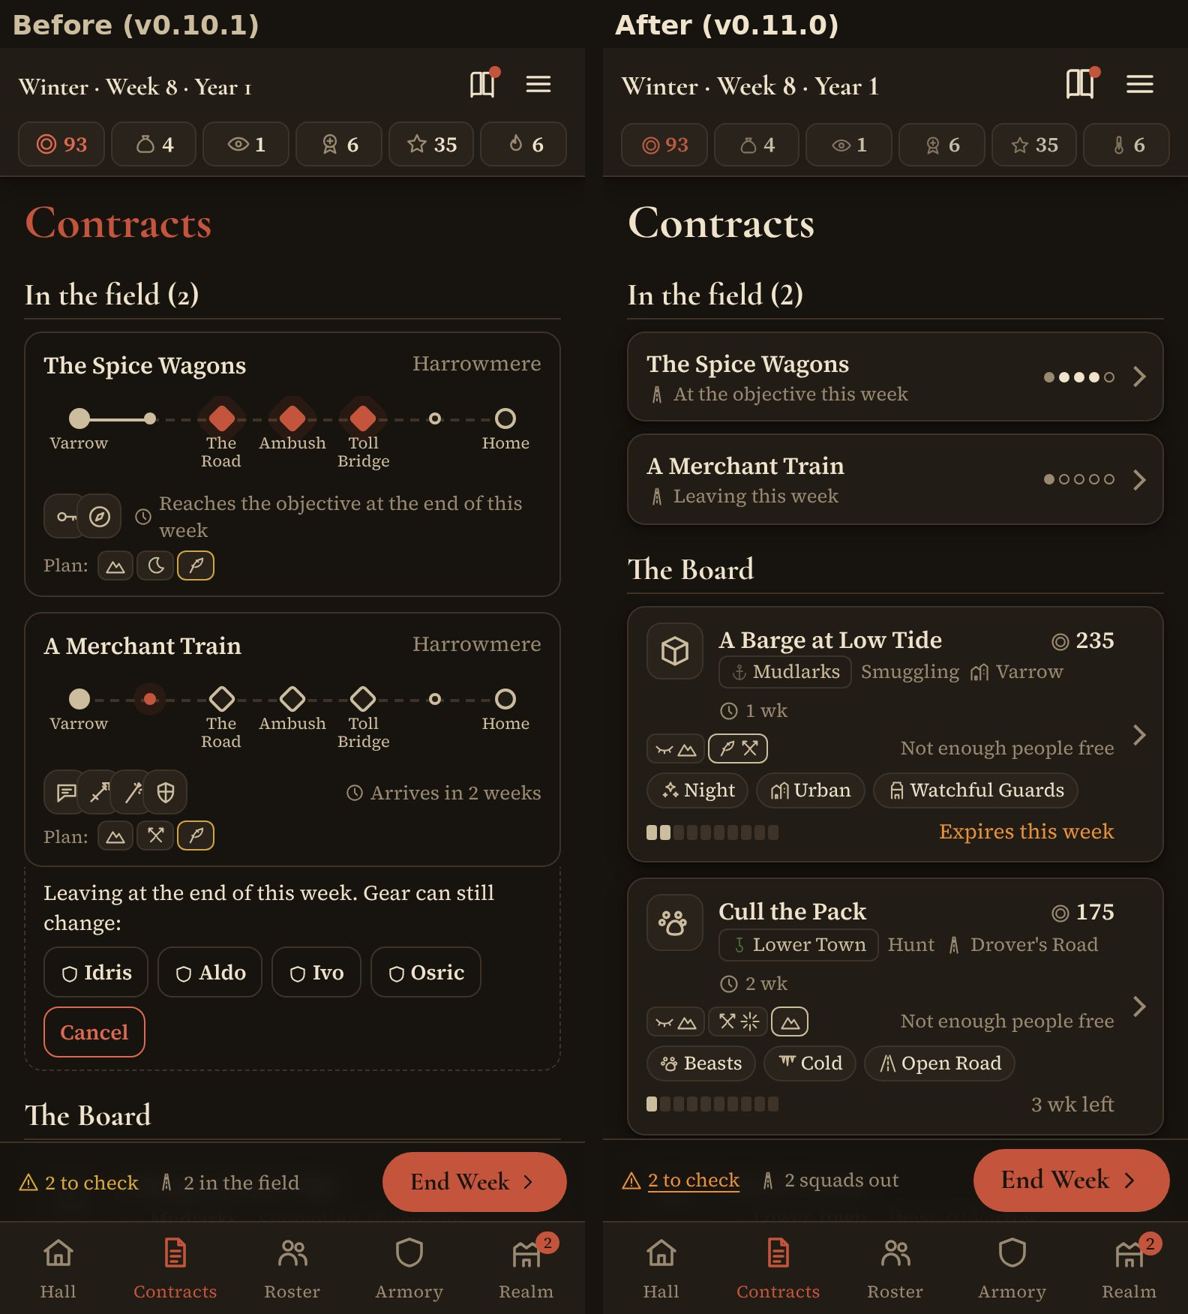 Before (v0.10.1)
Winter · Week 8 · Year 1
93 4 1 6 35 6
Contracts
In the field (2)
The Spice Wagons Harrowmere
Varrow The Road Ambush Toll Bridge Home
Reaches the objective at the end of this
week
Plan:
A Merchant Train Harrowmere
Varrow The Road Ambush Toll Bridge Home
Arrives in 2 weeks
Plan:
Leaving at the end of this week. Gear can still
change:
Idris Aldo Ivo Osric
Cancel
The Board
2 to check 2 in the field End Week
2
Hall Contracts Roster Armory Realm
After (v0.11.0)
Winter · Week 8 · Year 1
93 4 1 6 35 6
Contracts
In the field (2)
The Spice Wagons
At the objective this week
A Merchant Train
Leaving this week
The Board
A Barge at Low Tide 235
Mudlarks Smuggling Varrow
1 wk
Not enough people free
Night Urban Watchful Guards
Expires this week
Cull the Pack 175
Lower Town Hunt Drover's Road
2 wk
Not enough people free
Beasts Cold Open Road
3 wk left
2 to check 2 squads out End Week
2
Hall Contracts Roster Armory Realm